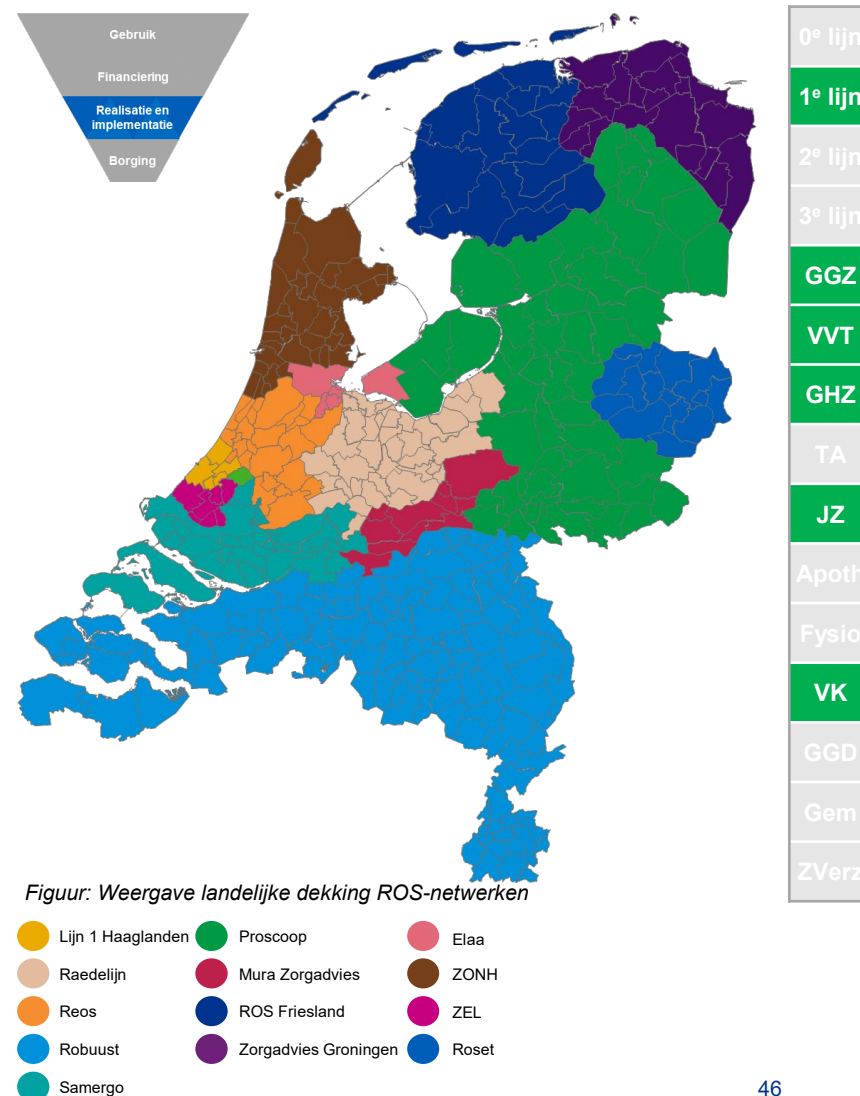 Gebruik
Financiering
Realisatie en
implementatie
Borging
0e lijn
1e lijn
2e lijn
3e lijn
GGZ
VVT
GHZ
TA
JZ
Apoth
Fysio
VK
GGD
Gem
ZVerz
Figuur: Weergave landelijke dekking ROS-netwerken
Lijn 1 Haaglanden
Proscoop
Elaa
Raedelijn
Mura Zorgadvies
ZONH
Reos
ROS Friesland
ZEL
Robuust
Zorgadvies Groningen
Roset
Samergo
46